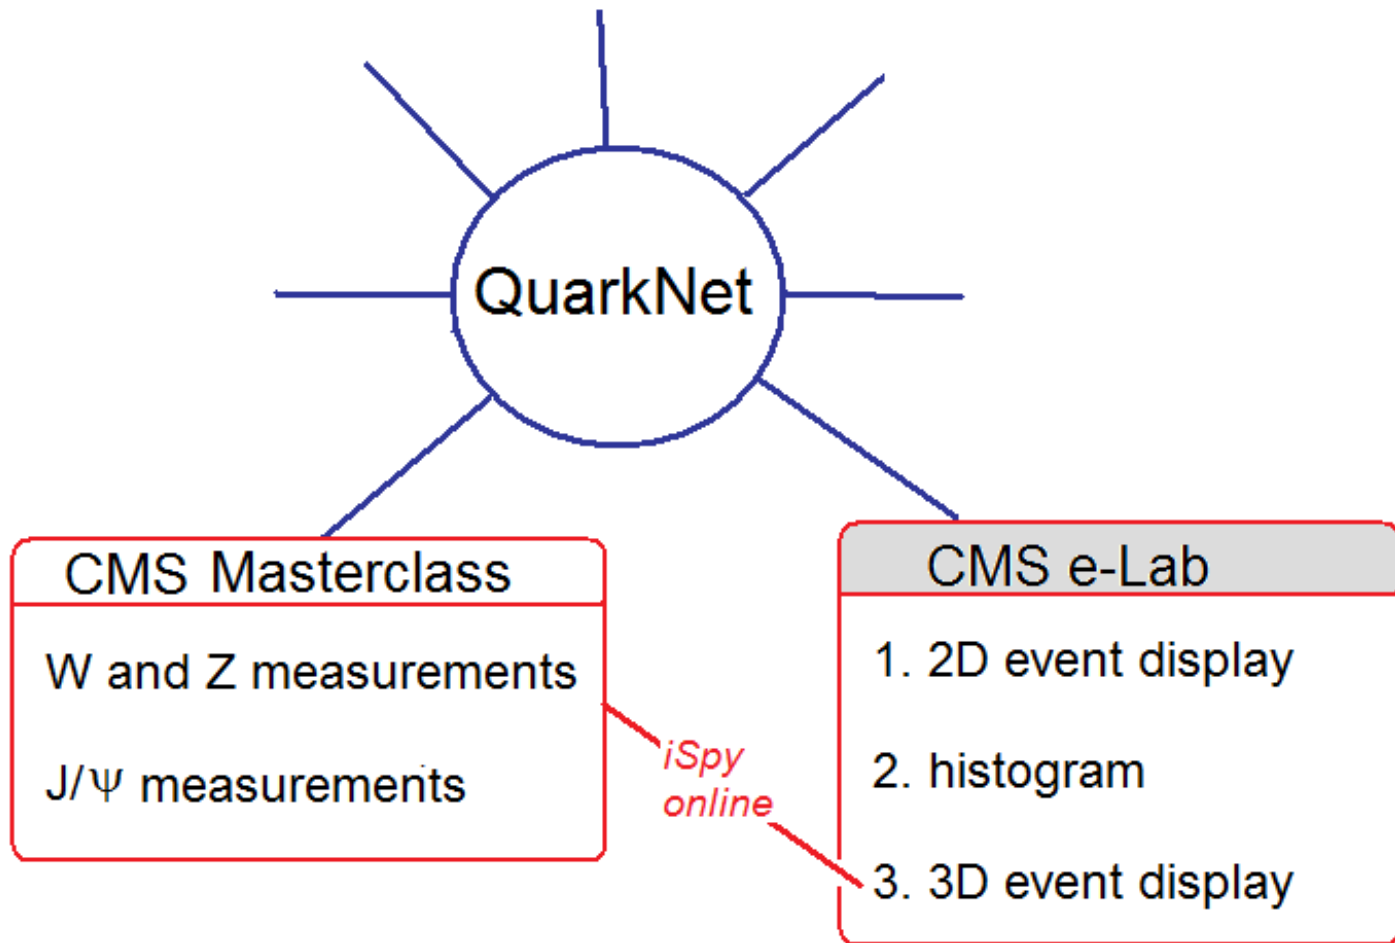 QuarkNet
CMS Masterclass
W and Z measurements
J/Ψ measurements
iSpy
online
CMS e-Lab
1. 2D event display
2. histogram
3. 3D event display